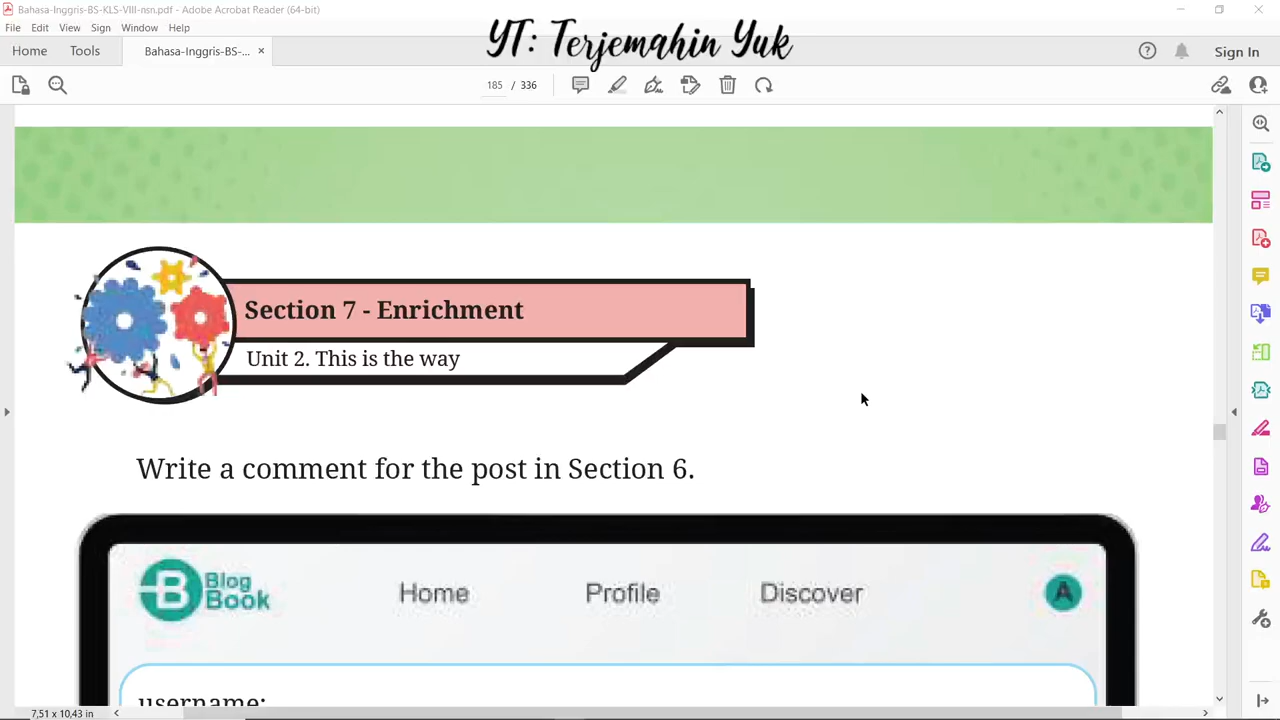 Bahasa-Inggris-BS-KLS-VIII-nsn.pdf - Adobe Acrobat Reader (64-bit)
File Edit View Sign Window Help
YT: Terjemahin Yuk
Home Tools Bahasa-Inggris-BS-... × Sign In
185 / 336
Section 7 - Enrichment
Unit 2. This is the way
Write a comment for the post in Section 6.
B Blog Book Home Profile Discover A
username:
7,51 x 10,43 in